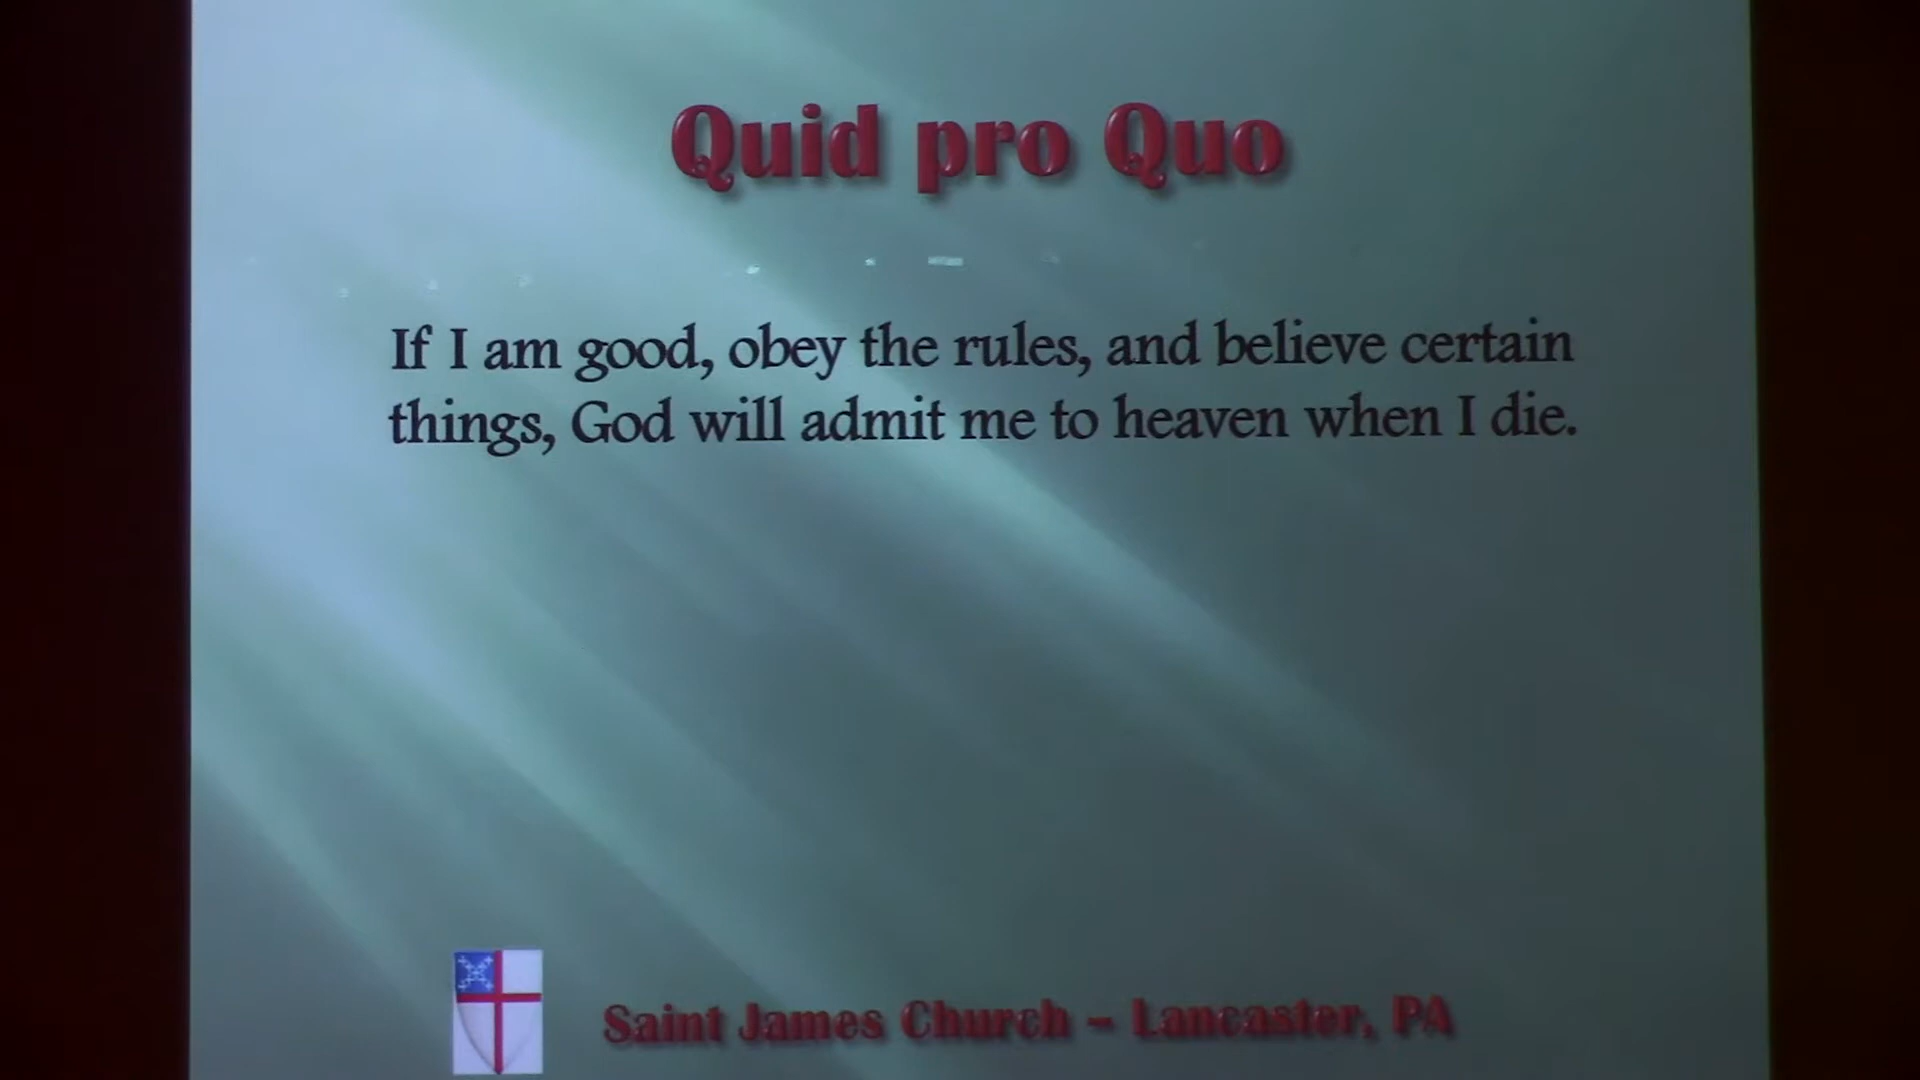 Quid pro Quo
If I am good, obey the rules, and believe certain
things, God will admit me to heaven when I die.
Saint James Church – Lancaster, PA